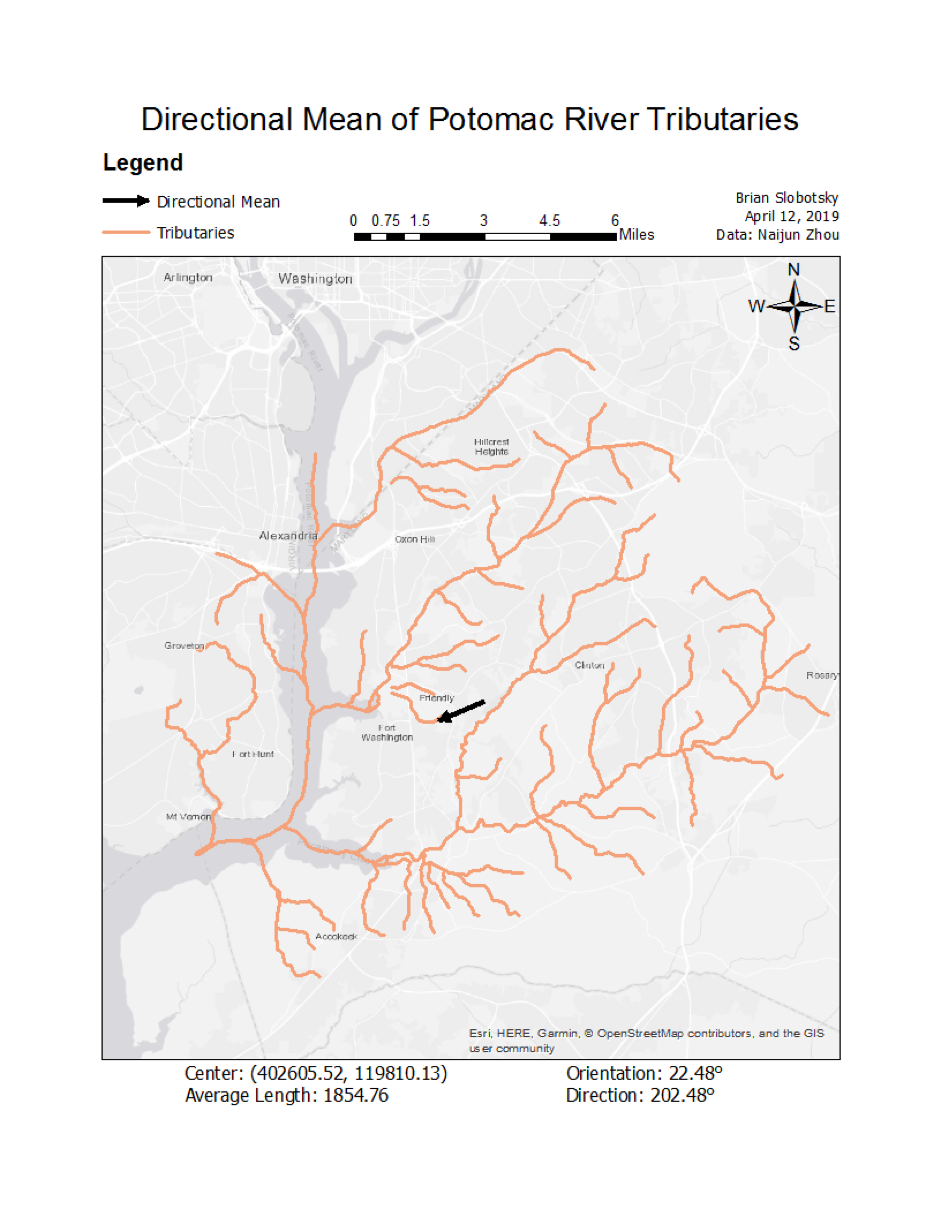 Directional Mean of Potomac River Tributaries
Legend
Directional Mean
Tributaries
0 0.75 1.5 3 4.5 6
Miles
Brian Slobotsky
April 12, 2019
Data: Naijun Zhou
Arlington
Washington
N
W E
S
Hillcrest
Heights
Alexandria
Oxon Hill
Groveton
Clinton
Rosary
Friendly
Fort
Washington
Fort Hunt
Mt Vernon
Accokeek
Esri, HERE, Garmin, © OpenStreetMap contributors, and the GIS
user community
Center: (402605.52, 119810.13)
Orientation: 22.48º
Average Length: 1854.76
Direction: 202.48º